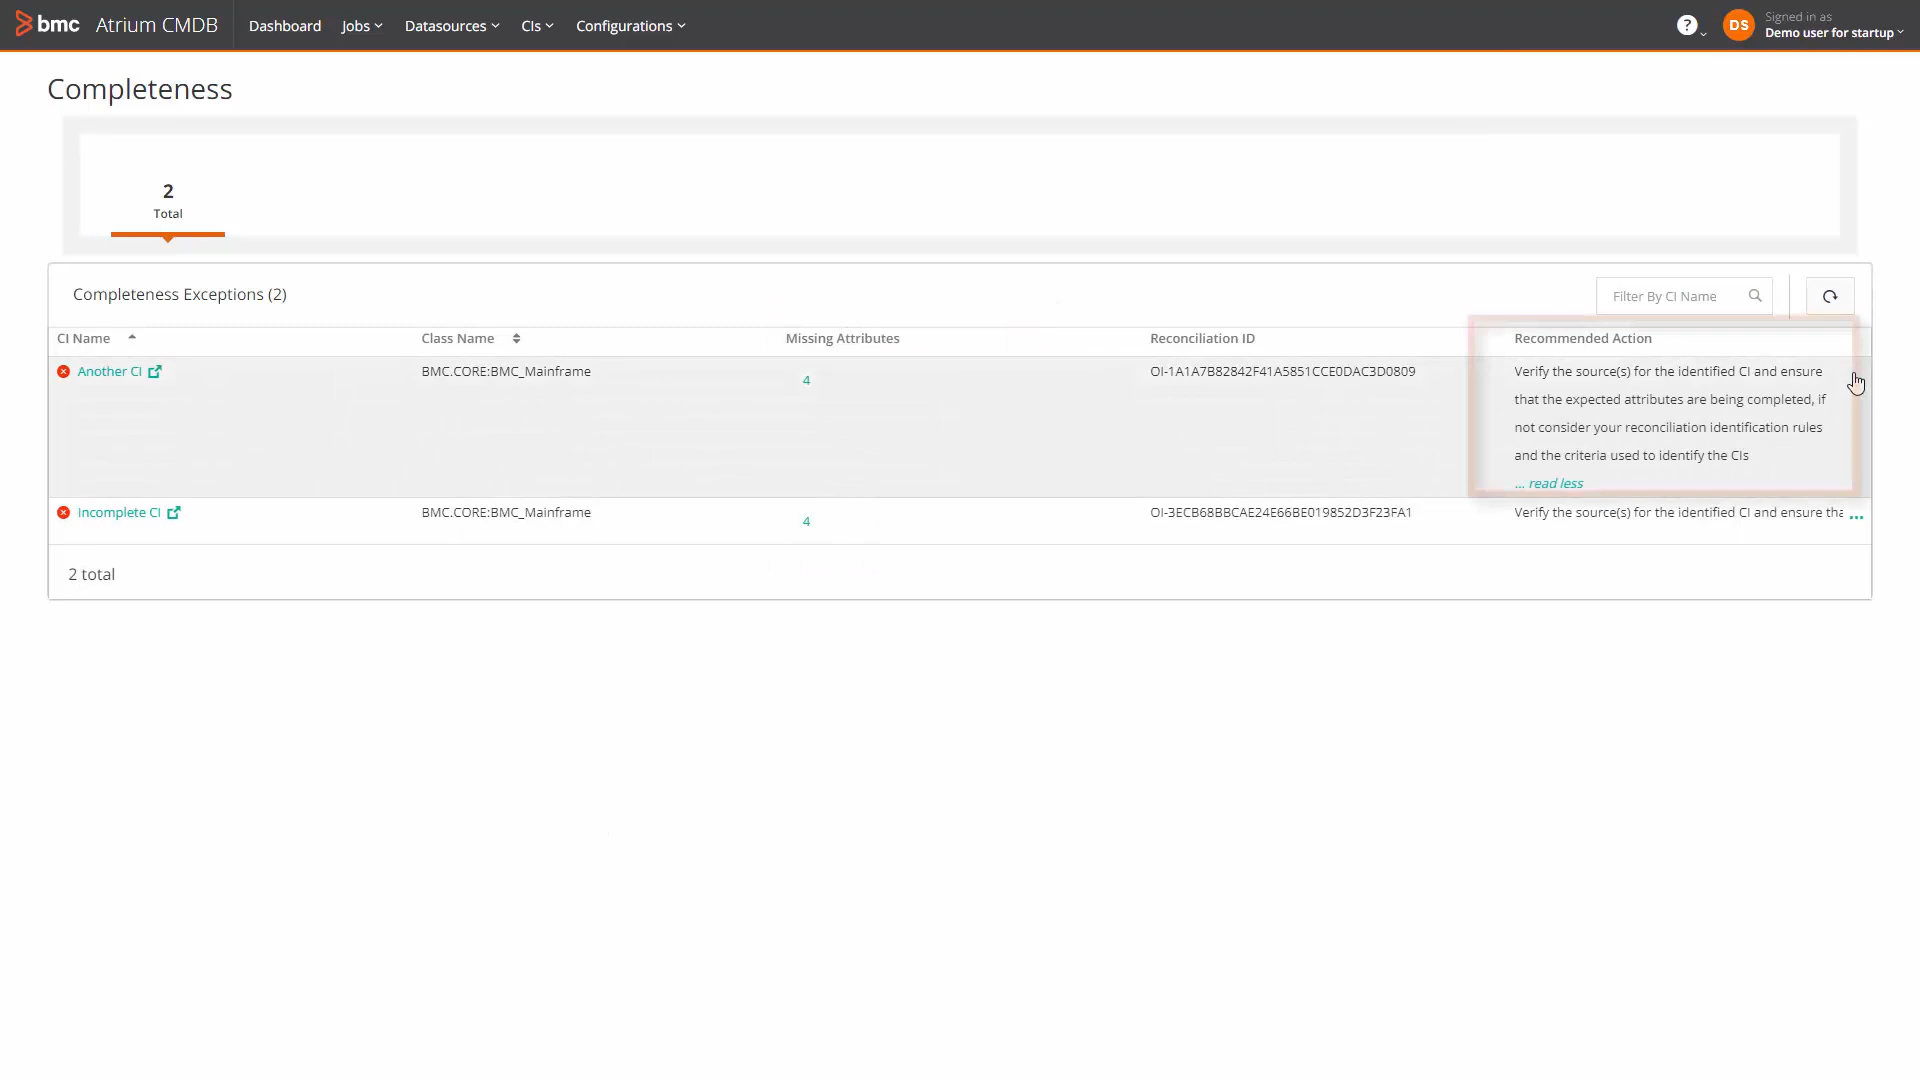 bmc Atrium CMDB Dashboard Jobs Datasources CIs Configurations ? DS Signed in as
Demo user for startup
Completeness
2
Total
Completeness Exceptions (2) Filter By CI Name
CI Name Class Name Missing Attributes Reconciliation ID Recommended Action
Another CI BMC.CORE:BMC_Mainframe 4 OI-1A1A7B82842F41A5851CCE0DAC3D0809 Verify the source(s) for the identified CI and ensure
that the expected attributes are being completed, if
not consider your reconciliation identification rules
and the criteria used to identify the CIs
... read less
Incomplete CI BMC.CORE:BMC_Mainframe 4 OI-3ECB68BBCAE24E66BE019852D3F23FA1 Verify the source(s) for the identified CI and ensure tha ...
2 total